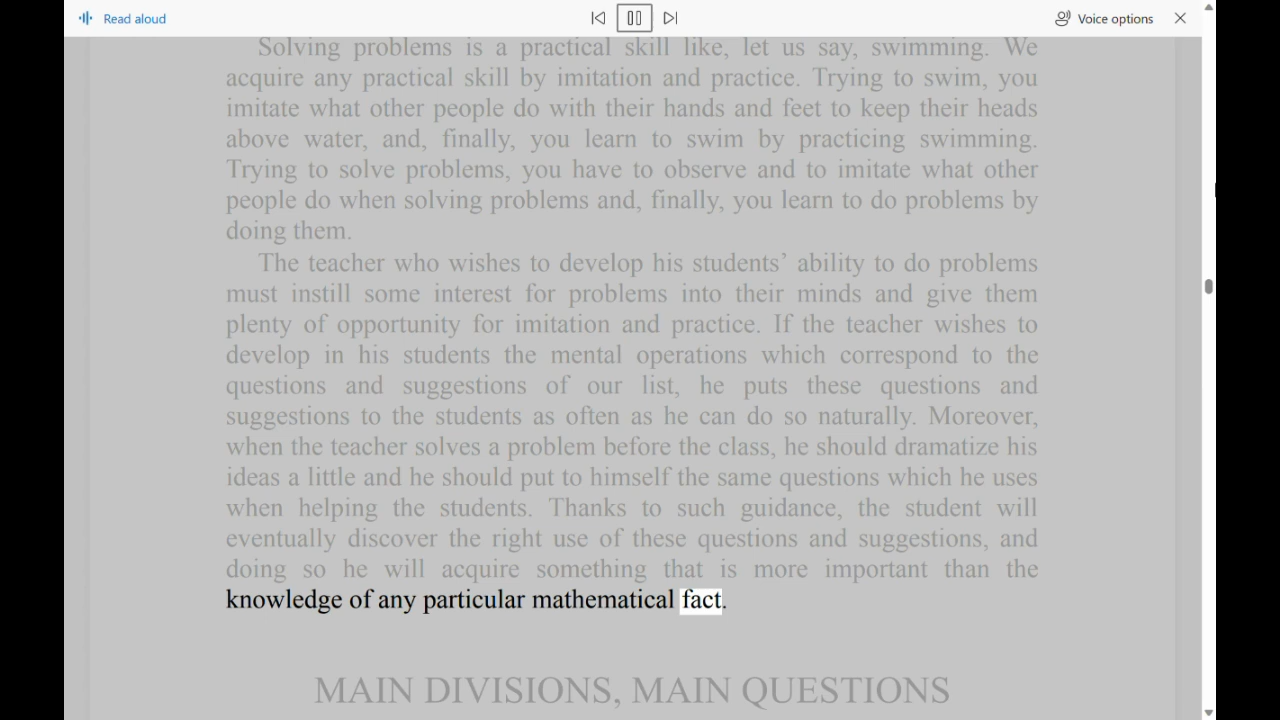 Read aloud
Voice options
Solving problems is a practical skill like, let us say, swimming. We
acquire any practical skill by imitation and practice. Trying to swim, you
imitate what other people do with their hands and feet to keep their heads
above water, and, finally, you learn to swim by practicing swimming.
Trying to solve problems, you have to observe and to imitate what other
people do when solving problems and, finally, you learn to do problems by
doing them.
The teacher who wishes to develop his students’ ability to do problems
must instill some interest for problems into their minds and give them
plenty of opportunity for imitation and practice. If the teacher wishes to
develop in his students the mental operations which correspond to the
questions and suggestions of our list, he puts these questions and
suggestions to the students as often as he can do so naturally. Moreover,
when the teacher solves a problem before the class, he should dramatize his
ideas a little and he should put to himself the same questions which he uses
when helping the students. Thanks to such guidance, the student will
eventually discover the right use of these questions and suggestions, and
doing so he will acquire something that is more important than the
knowledge of any particular mathematical fact.
MAIN DIVISIONS, MAIN QUESTIONS